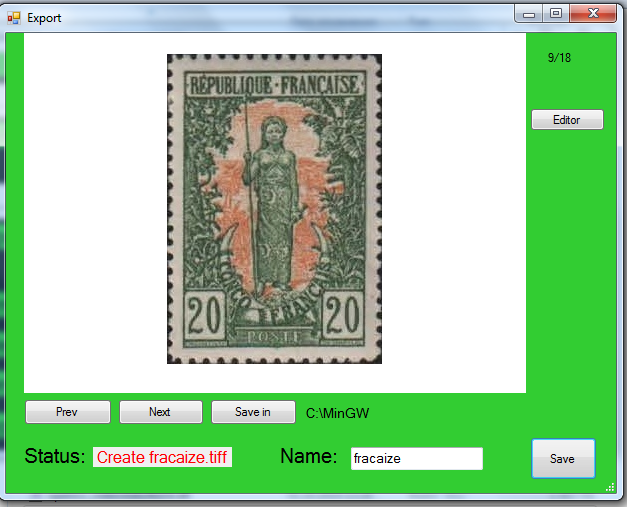 Export
9/18
RÉPUBLIQUE·FRANÇAISE
Editor
CONGO FRANÇAIS
20
20
POSTE
Prev
Next
Save in
C:\MinGW
Status:
Create fracaize.tiff
Name:
fracaize
Save